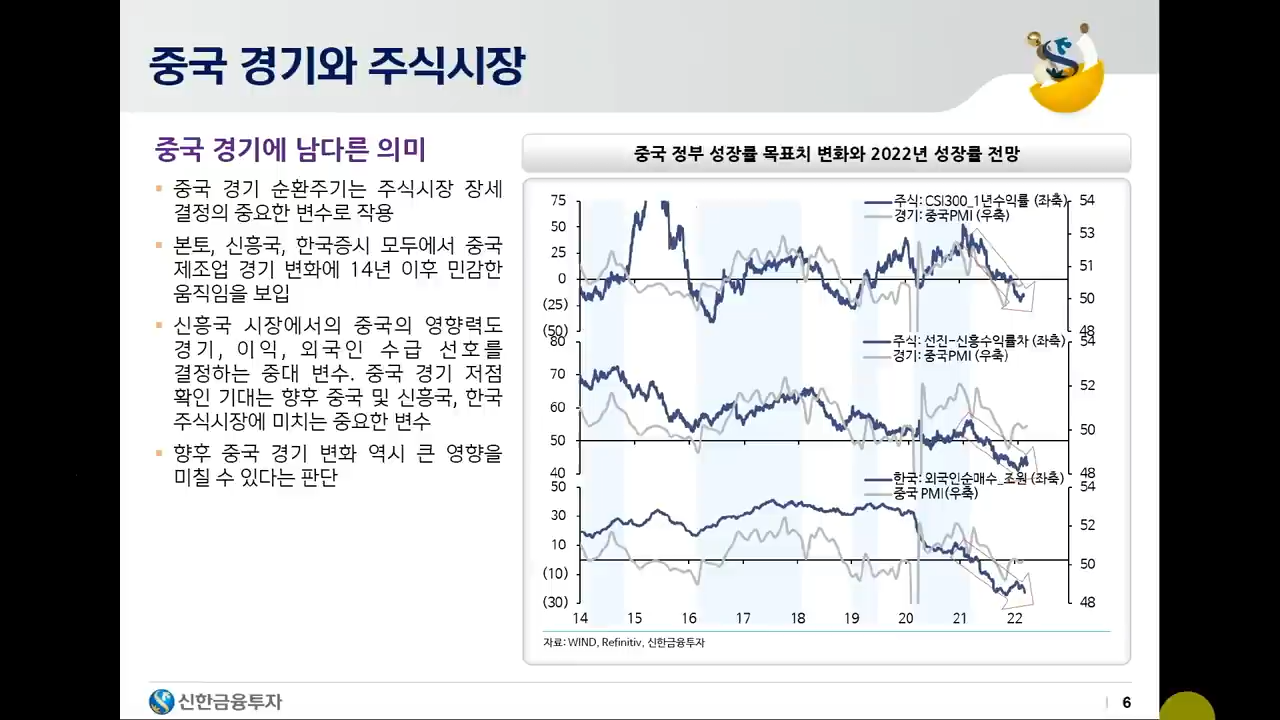 중국 경기와 주식시장
중국 경기에 남다른 의미
중국 경기 순환주기는 주식시장 장세
결정의 중요한 변수로 작용
본토, 신흥국, 한국증시 모두에서 중국
제조업 경기 변화에 14년 이후 민감한
움직임을 보입
신흥국 시장에서의 중국의 영향력도
경기, 이익, 외국인 수급 선호를
결정하는 중대 변수. 중국 경기 저점
확인 기대는 향후 중국 및 신흥국, 한국
주식시장에 미치는 중요한 변수
향후 중국 경기 변화 역시 큰 영향을
미칠 수 있다는 판단
중국 정부 성장률 목표치 변화와 2022년 성장률 전망
주식: CSI300_1년수익률 (좌축)
경기: 중국PMI (우축)
75
50
25
0
(25)
(50)
54
53
51
50
48
주식: 선진-신흥수익률차 (좌축)
경기: 중국PMI (우축)
80
70
60
50
40
54
52
50
48
한국: 외국인순매수_조원 (좌축)
중국 PMI(우축)
50
30
10
(10)
(30)
54
52
50
48
14 15 16 17 18 19 20 21 22
자료: WIND, Refinitiv, 신한금융투자
신한금융투자
6